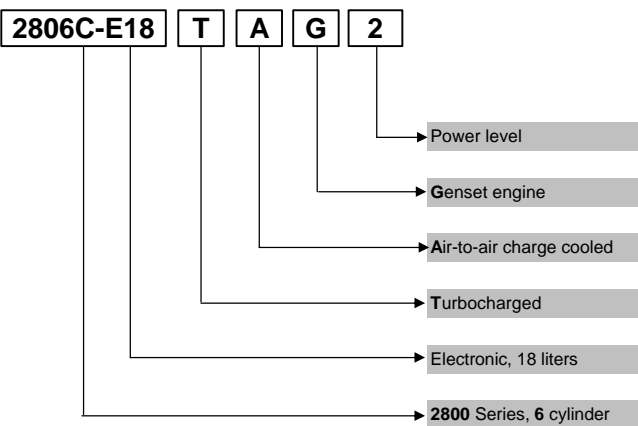 2806C-E18 T A G 2
Power level
Genset engine
Air-to-air charge cooled
Turbocharged
Electronic, 18 liters
2800 Series, 6 cylinder